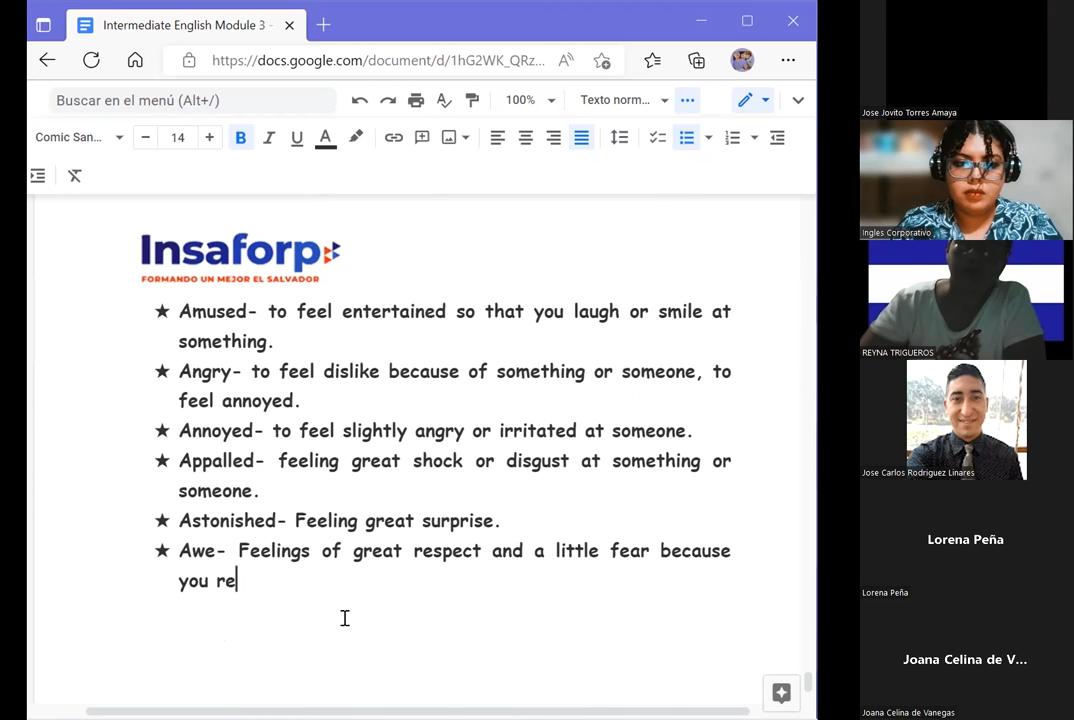 Intermediate English Module 3 -
https://docs.google.com/document/d/1hG2WK_QRz...
Buscar en el menú (Alt+/)
100%
Texto norm...
Comic San...
14
Insaforp
FORMANDO UN MEJOR EL SALVADOR
★ Amused- to feel entertained so that you laugh or smile at
something.
★ Angry- to feel dislike because of something or someone, to
feel annoyed.
★ Annoyed- to feel slightly angry or irritated at someone.
★ Appalled- feeling great shock or disgust at something or
someone.
★ Astonished- Feeling great surprise.
★ Awe- Feelings of great respect and a little fear because
you re
Jose Jovito Torres Amaya
Ingles Corporativo
REYNA TRIGUEROS
Jose Carlos Rodriguez Linares
Lorena Peña
Lorena Peña
Joana Celina de V...
Joana Celina de Vanegas